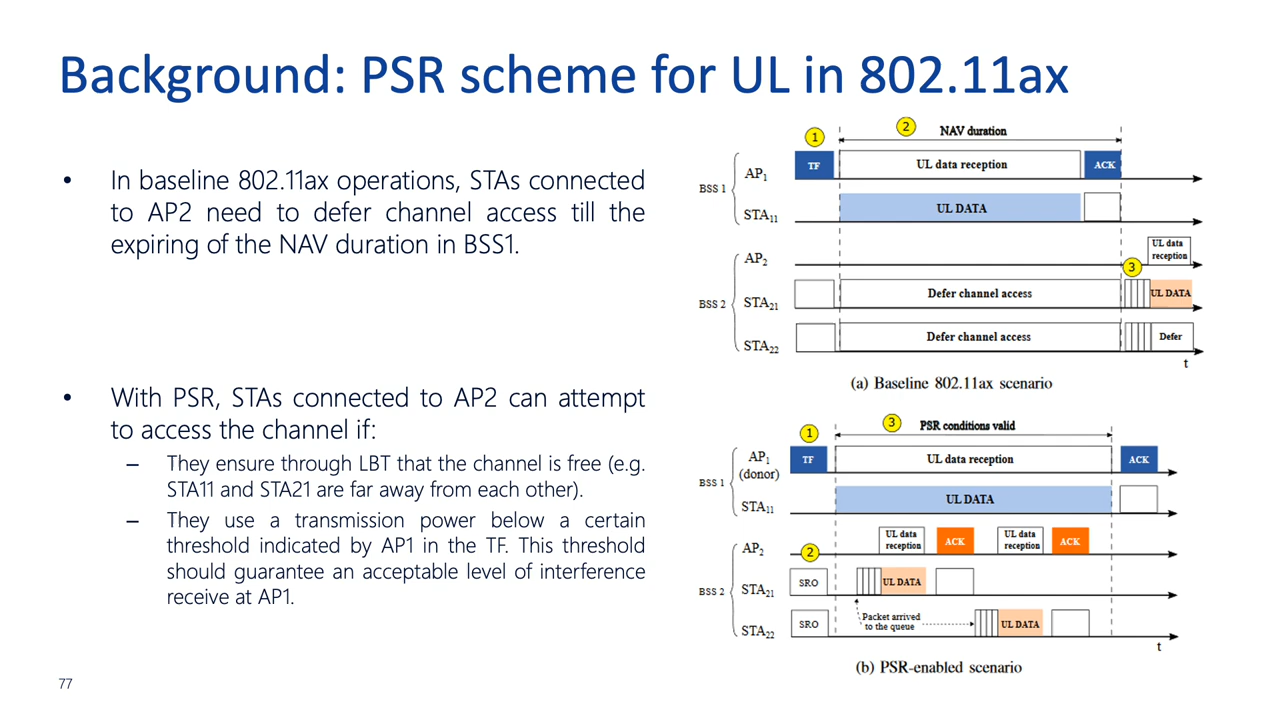 Background: PSR scheme for UL in 802.11ax
• In baseline 802.11ax operations, STAs connected
to AP2 need to defer channel access till the
expiring of the NAV duration in BSS1.
• With PSR, STAs connected to AP2 can attempt
to access the channel if:
– They ensure through LBT that the channel is free (e.g.
STA11 and STA21 are far away from each other).
– They use a transmission power below a certain
threshold indicated by AP1 in the TF. This threshold
should guarantee an acceptable level of interference
receive at AP1.
77
1
2
NAV duration
BSS 1
AP1
TF
UL data reception
ACK
STA11
UL DATA
BSS 2
AP2
UL data
reception
3
STA21
Defer channel access
UL DATA
STA22
Defer channel access
Defer
t
(a) Baseline 802.11ax scenario
1
3
PSR conditions valid
BSS 1
AP1
(donor)
TF
UL data reception
ACK
STA11
UL DATA
BSS 2
AP2
2
UL data
reception
ACK
UL data
reception
ACK
STA21
SRO
UL DATA
Packet arrived
to the queue
STA22
SRO
UL DATA
t
(b) PSR-enabled scenario